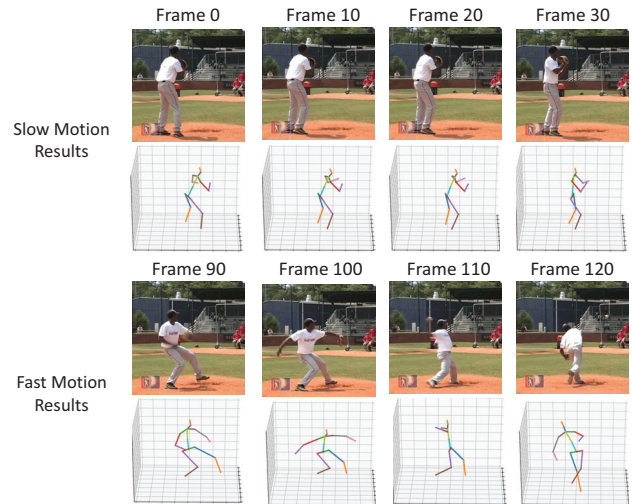 Frame 0 Frame 10 Frame 20 Frame 30
Slow Motion
Results
Frame 90 Frame 100 Frame 110 Frame 120
Fast Motion
Results